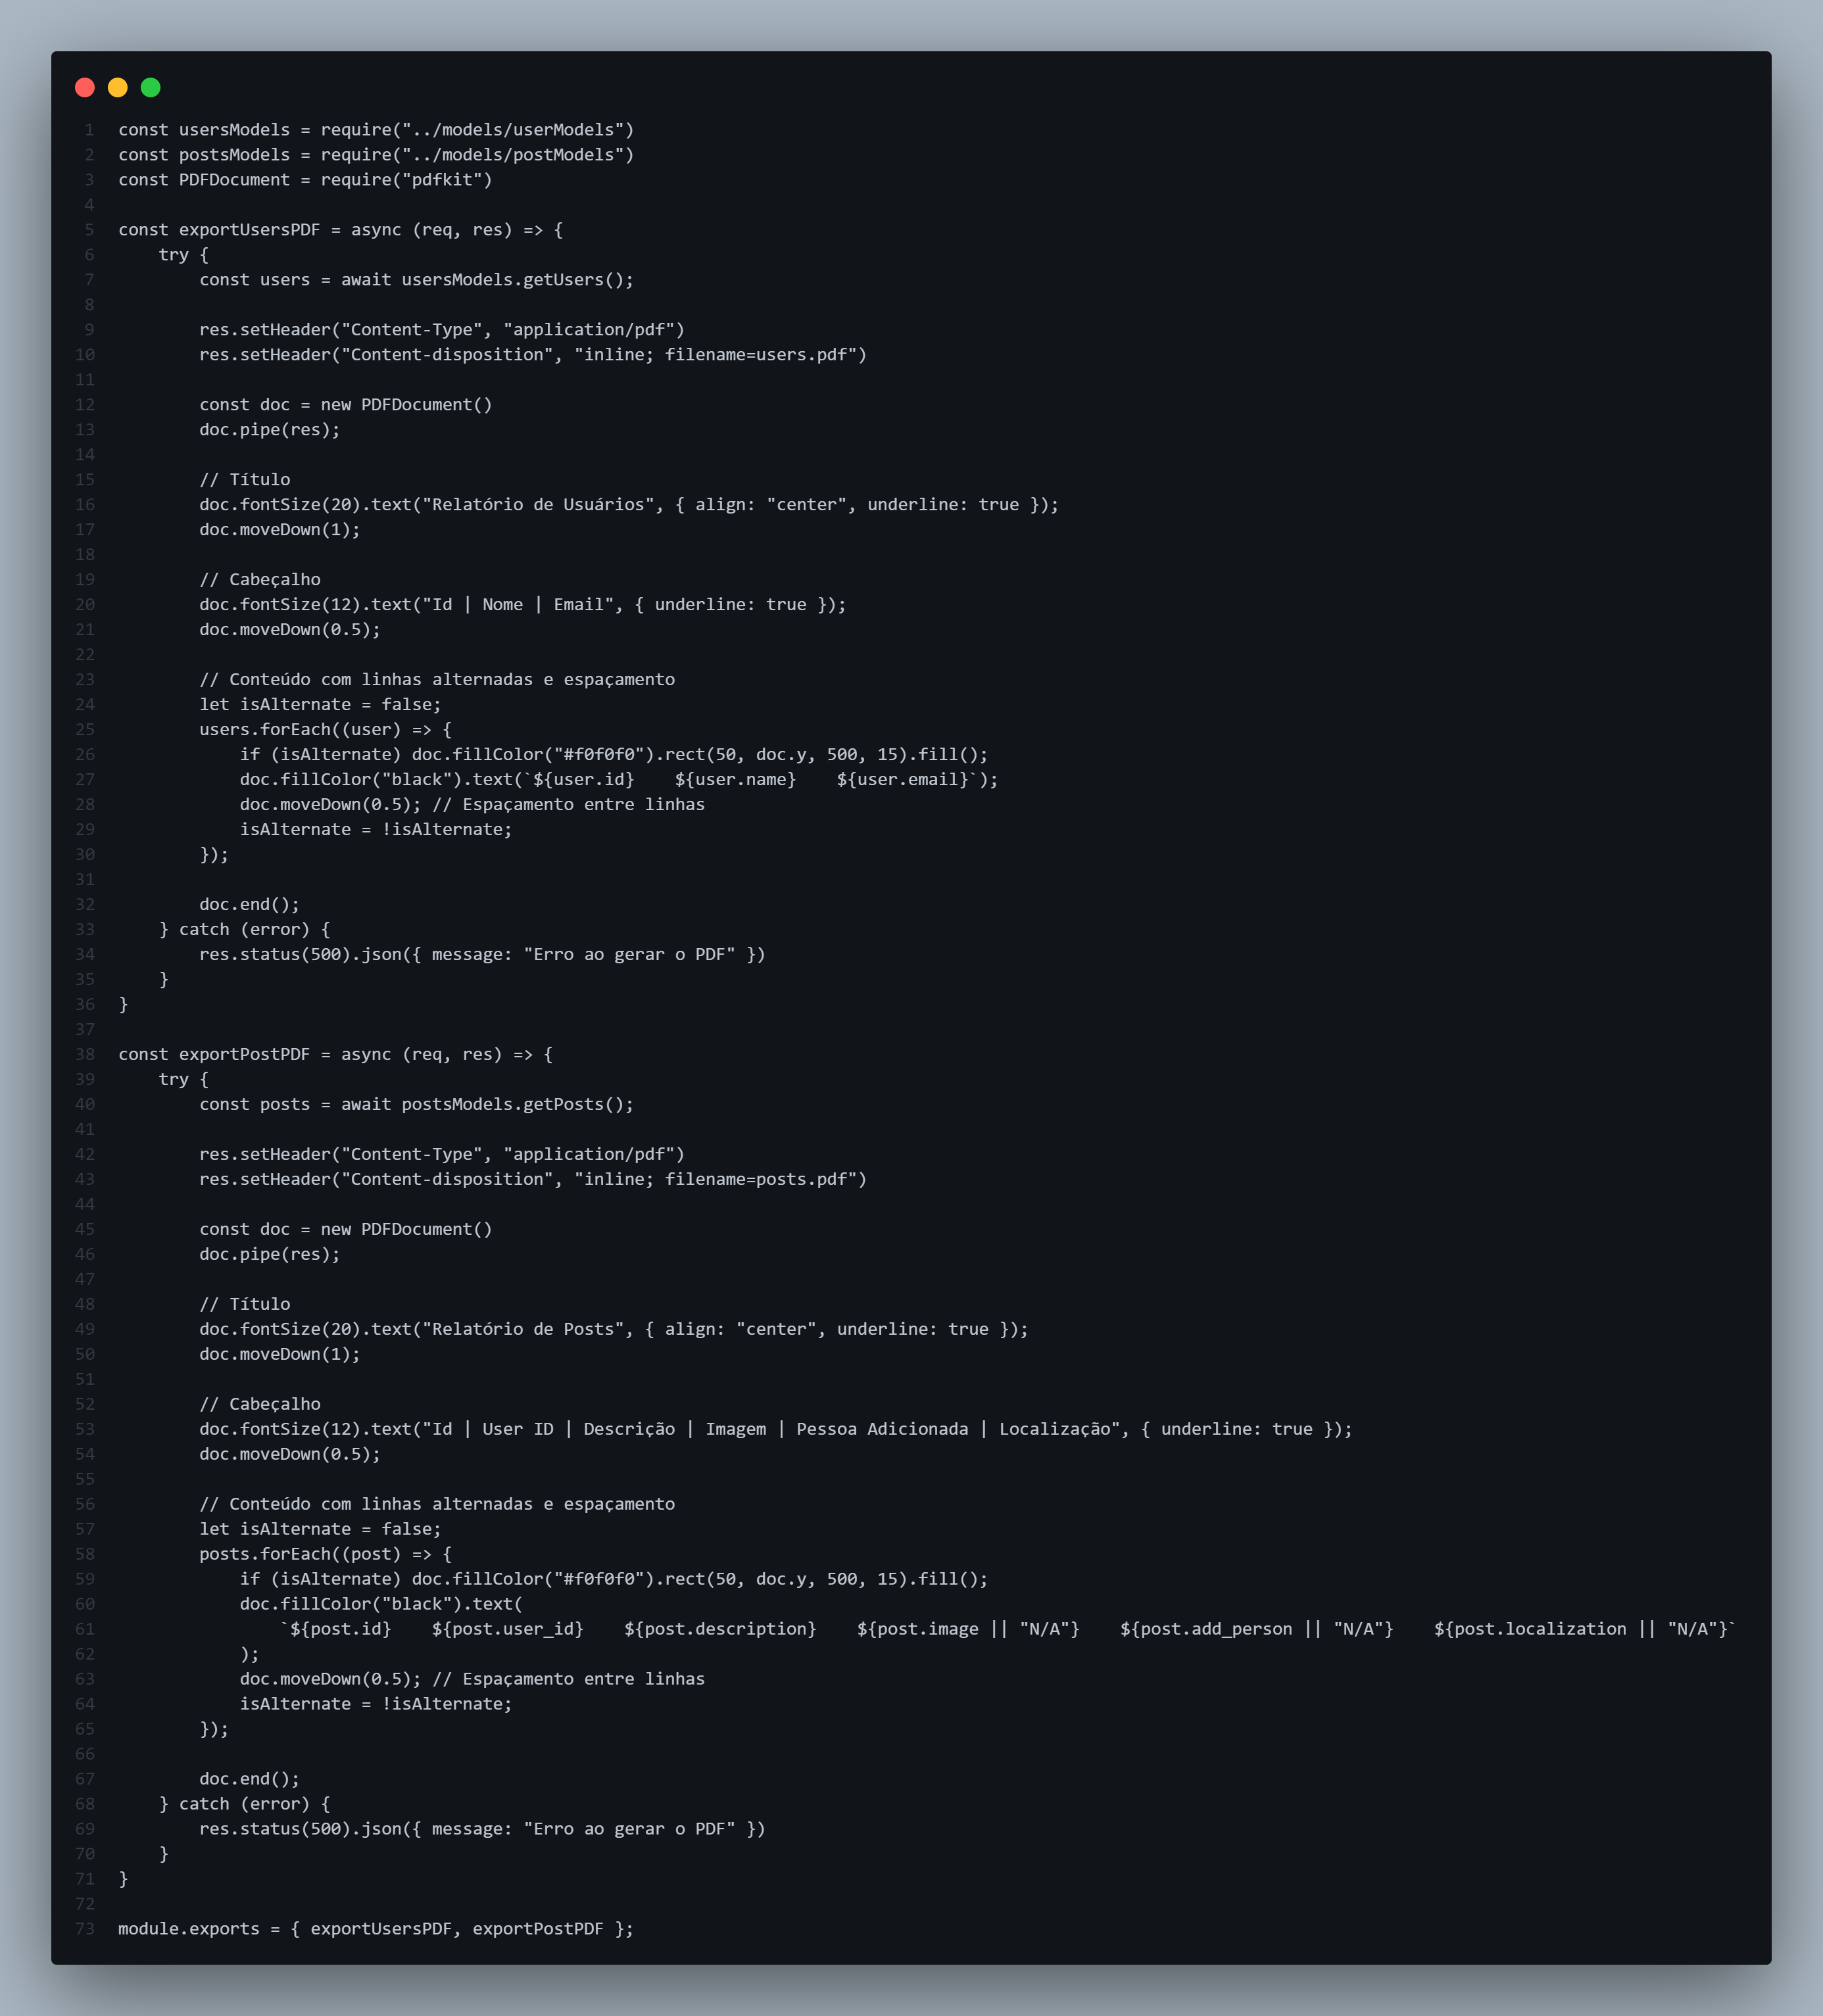 1 const usersModels = require("../models/userModels")
2 const postsModels = require("../models/postModels")
3 const PDFDocument = require("pdfkit")
4
5 const exportUsersPDF = async (req, res) => {
6     try {
7         const users = await usersModels.getUsers();
8
9         res.setHeader("Content-Type", "application/pdf")
10         res.setHeader("Content-disposition", "inline; filename=users.pdf")
11
12         const doc = new PDFDocument()
13         doc.pipe(res);
14
15         // Título
16         doc.fontSize(20).text("Relatório de Usuários", { align: "center", underline: true });
17         doc.moveDown(1);
18
19         // Cabeçalho
20         doc.fontSize(12).text("Id | Nome | Email", { underline: true });
21         doc.moveDown(0.5);
22
23         // Conteúdo com linhas alternadas e espaçamento
24         let isAlternate = false;
25         users.forEach((user) => {
26             if (isAlternate) doc.fillColor("#f0f0f0").rect(50, doc.y, 500, 15).fill();
27             doc.fillColor("black").text(`${user.id}    ${user.name}    ${user.email}`);
28             doc.moveDown(0.5); // Espaçamento entre linhas
29             isAlternate = !isAlternate;
30         });
31
32         doc.end();
33     } catch (error) {
34         res.status(500).json({ message: "Erro ao gerar o PDF" })
35     }
36 }
37
38 const exportPostPDF = async (req, res) => {
39     try {
40         const posts = await postsModels.getPosts();
41
42         res.setHeader("Content-Type", "application/pdf")
43         res.setHeader("Content-disposition", "inline; filename=posts.pdf")
44
45         const doc = new PDFDocument()
46         doc.pipe(res);
47
48         // Título
49         doc.fontSize(20).text("Relatório de Posts", { align: "center", underline: true });
50         doc.moveDown(1);
51
52         // Cabeçalho
53         doc.fontSize(12).text("Id | User ID | Descrição | Imagem | Pessoa Adicionada | Localização", { underline: true });
54         doc.moveDown(0.5);
55
56         // Conteúdo com linhas alternadas e espaçamento
57         let isAlternate = false;
58         posts.forEach((post) => {
59             if (isAlternate) doc.fillColor("#f0f0f0").rect(50, doc.y, 500, 15).fill();
60             doc.fillColor("black").text(
61                 `${post.id}    ${post.user_id}    ${post.description}    ${post.image || "N/A"}    ${post.add_person || "N/A"}    ${post.localization || "N/A"}`
62             );
63             doc.moveDown(0.5); // Espaçamento entre linhas
64             isAlternate = !isAlternate;
65         });
66
67         doc.end();
68     } catch (error) {
69         res.status(500).json({ message: "Erro ao gerar o PDF" })
70     }
71 }
72
73 module.exports = { exportUsersPDF, exportPostPDF };